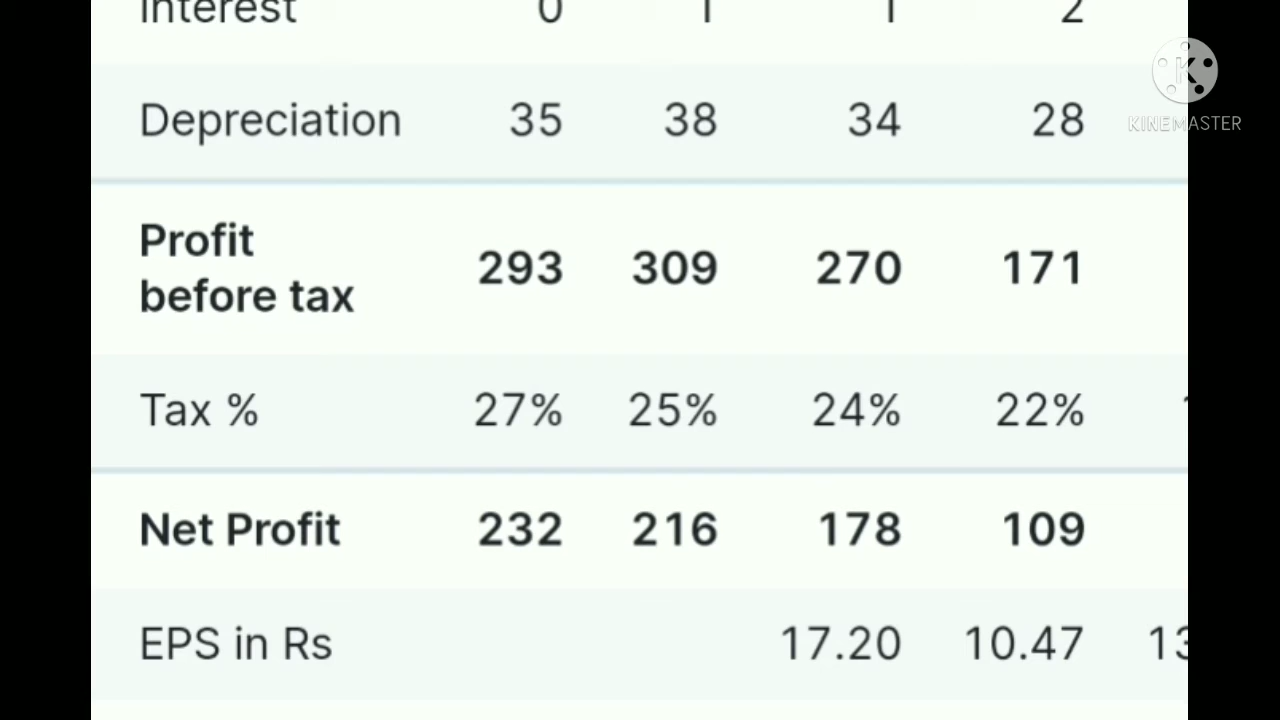 Interest 0 1 1 2
Depreciation 35 38 34 28
Profit
before tax 293 309 270 171
Tax % 27% 25% 24% 22%
Net Profit 232 216 178 109
EPS in Rs 17.20 10.47 13
K
KINEMASTER